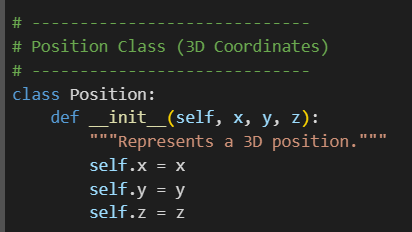 # -----------------------------
# Position Class (3D Coordinates)
# -----------------------------
class Position:
    def __init__(self, x, y, z):
        """Represents a 3D position."""
        self.x = x
        self.y = y
        self.z = z